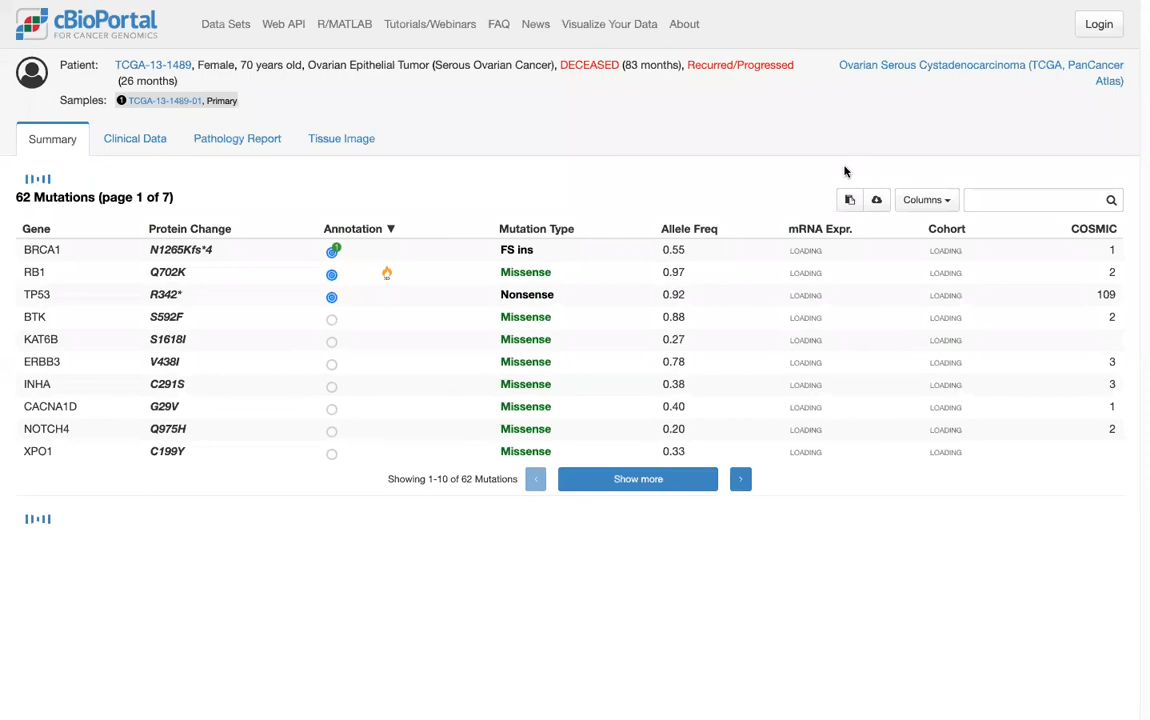 cBioPortal
FOR CANCER GENOMICS
Data Sets Web API R/MATLAB Tutorials/Webinars FAQ News Visualize Your Data About Login
Patient: TCGA-13-1489, Female, 70 years old, Ovarian Epithelial Tumor (Serous Ovarian Cancer), DECEASED (83 months), Recurred/Progressed
(26 months)
Ovarian Serous Cystadenocarcinoma (TCGA, PanCancer
Atlas)
Samples: 1 TCGA-13-1489-01, Primary
Summary Clinical Data Pathology Report Tissue Image
62 Mutations (page 1 of 7)
Columns
Gene Protein Change Annotation ▼ Mutation Type Allele Freq mRNA Expr. Cohort COSMIC
BRCA1 N1265Kfs*4 1 FS ins 0.55 LOADING LOADING 1
RB1 Q702K Missense 0.97 LOADING LOADING 2
TP53 R342* Nonsense 0.92 LOADING LOADING 109
BTK S592F Missense 0.88 LOADING LOADING 2
KAT6B S1618I Missense 0.27 LOADING LOADING
ERBB3 V438I Missense 0.78 LOADING LOADING 3
INHA C291S Missense 0.38 LOADING LOADING 3
CACNA1D G29V Missense 0.40 LOADING LOADING 1
NOTCH4 Q975H Missense 0.20 LOADING LOADING 2
XPO1 C199Y Missense 0.33 LOADING LOADING
Showing 1-10 of 62 Mutations ‹ Show more ›